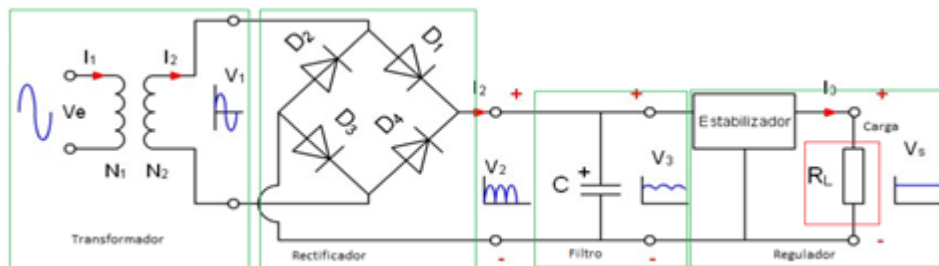 Ve
I1
I2
N1
N2
Transformador
V1
D2
D1
D3
D4
Rectificador
I2
+
-
V2
C
+
+
-
V3
Filtro
Estabilizador
I0
Carga
+
RL
Vs
-
Regulador